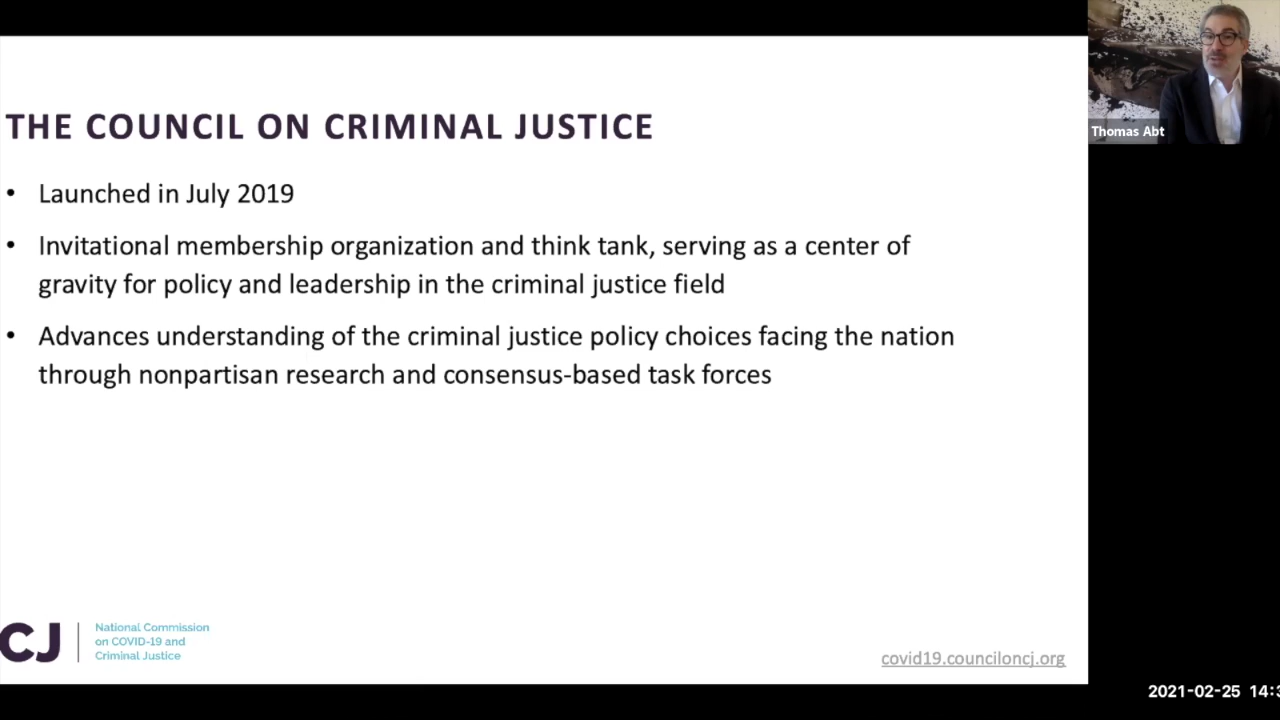 THE COUNCIL ON CRIMINAL JUSTICE
• Launched in July 2019
• Invitational membership organization and think tank, serving as a center of
gravity for policy and leadership in the criminal justice field
• Advances understanding of the criminal justice policy choices facing the nation
through nonpartisan research and consensus-based task forces
CJ
National Commission
on COVID-19 and
Criminal Justice
covid19.counciloncj.org
Thomas Abt
2021-02-25 14:3